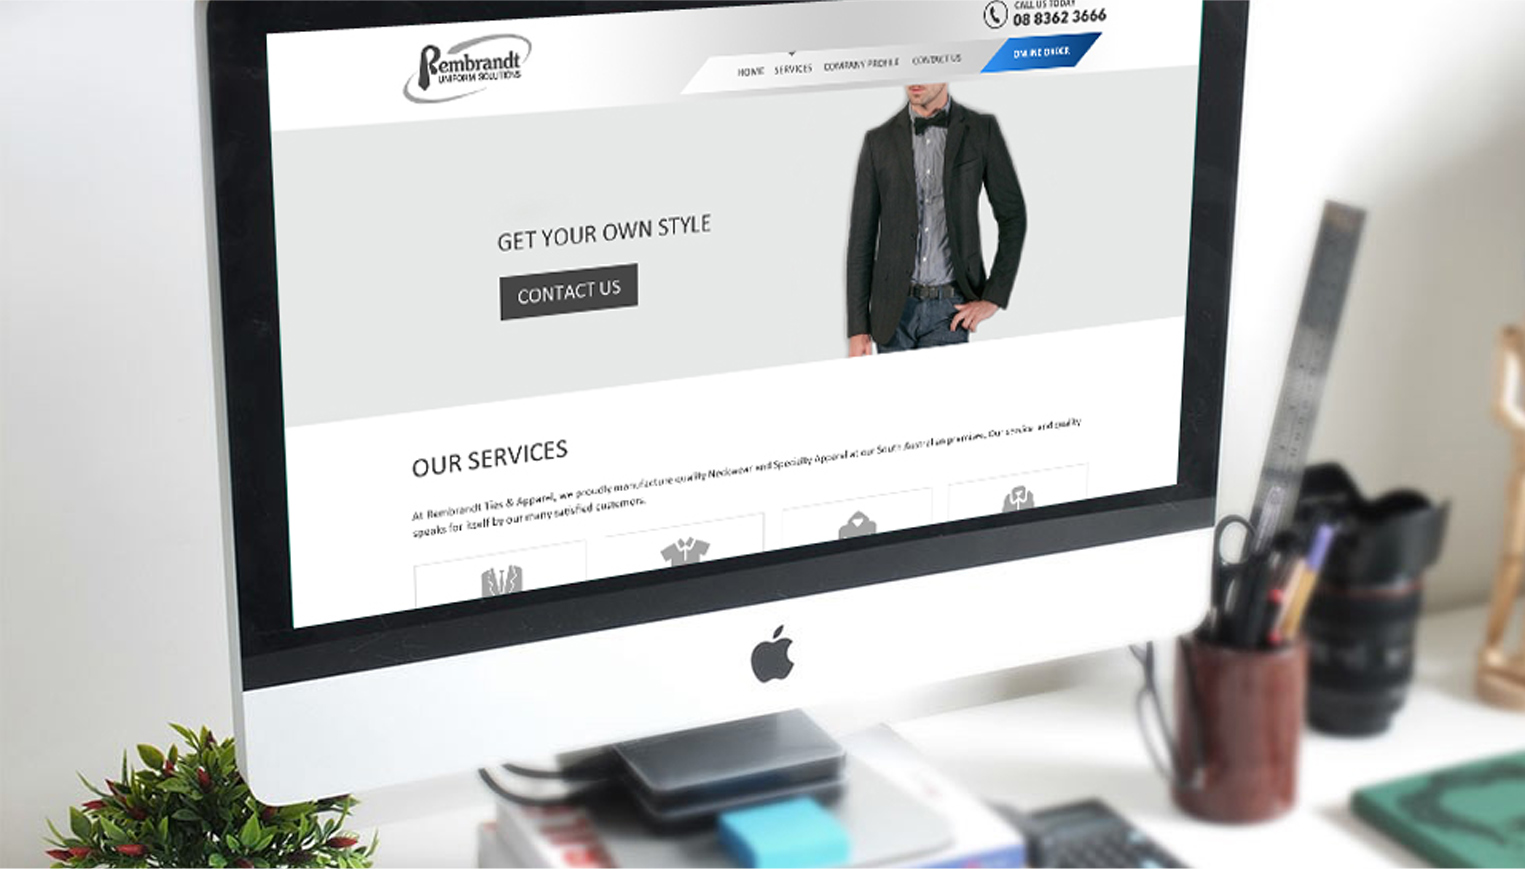 CALL US TODAY
08 8362 3666
Rembrandt
UNIFORM SOLUTIONS
HOME SERVICES COMPANY PROFILE CONTACT US ONLINE ORDER
GET YOUR OWN STYLE
CONTACT US
OUR SERVICES
At Rembrandt Ties & Apparel, we proudly manufacture quality Neckwear and Specialty Apparel at our South Australian premises. Our service and quality
speaks for itself by our many satisfied customers.